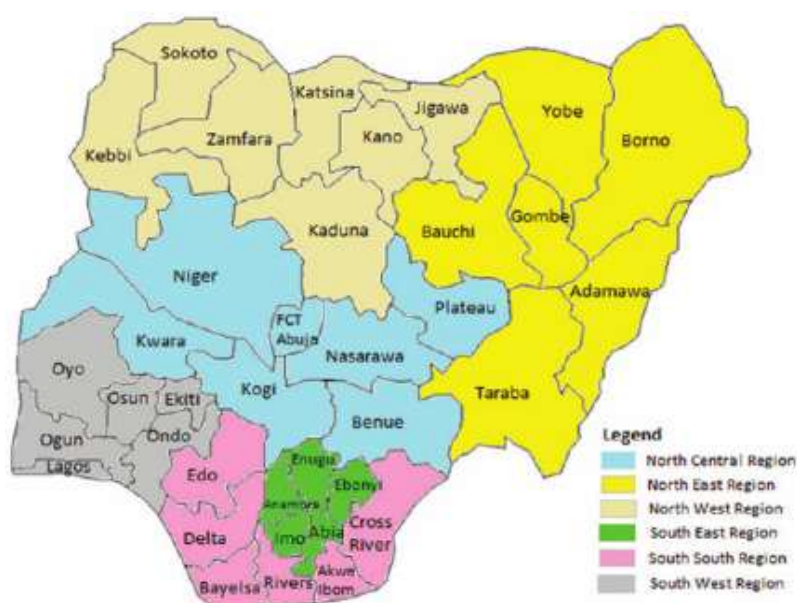 Sokoto
Katsina
Jigawa
Yobe
Borno
Zamfara
Kano
Kebbi
Kaduna
Bauchi
Gombe
Niger
Adamawa
Plateau
FCT
Abuja
Kwara
Nasarawa
Oyo
Kogi
Taraba
Osun
Ekiti
Benue
Ogun
Ondo
Lagos
Enugu
Edo
Ebonyi
Anambra
Cross
River
Delta
Imo
Abia
Bayelsa
Rivers
Akwa
Ibom
Legend
North Central Region
North East Region
North West Region
South East Region
South South Region
South West Region